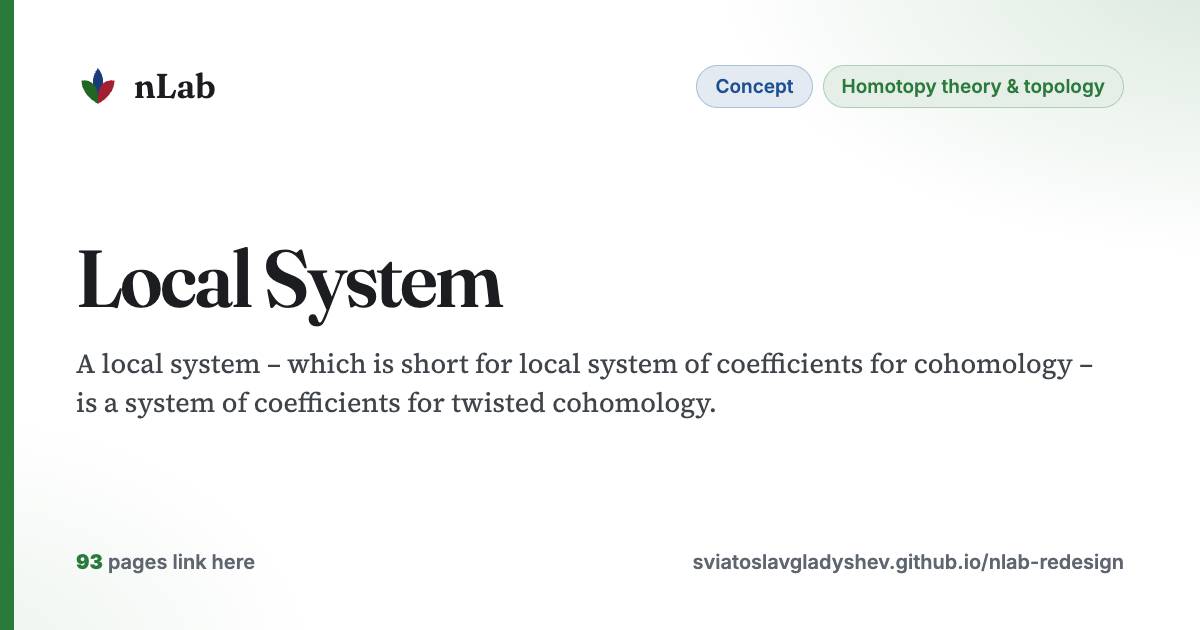 nLab
Concept
Homotopy theory & topology
Local System
A local system – which is short for local system of coefficients for cohomology –
is a system of coefficients for twisted cohomology.
93 pages link here
sviatoslavgladyshev.github.io/nlab-redesign